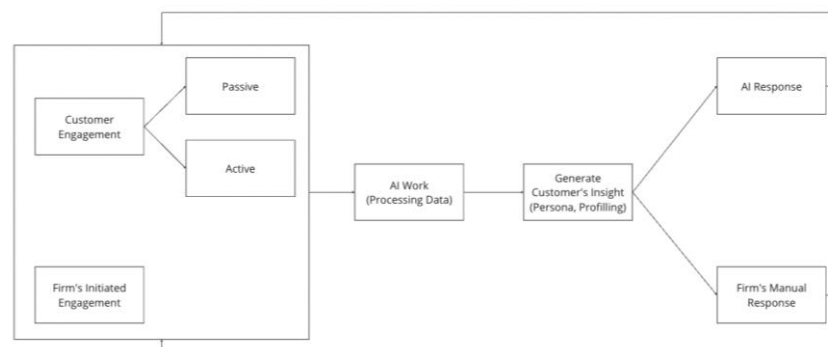 Passive
Customer
Engagement
Active
Firm's Initiated
Engagement
AI Work
(Processing Data)
Generate
Customer's Insight
(Persona, Profilling)
AI Response
Firm's Manual
Response